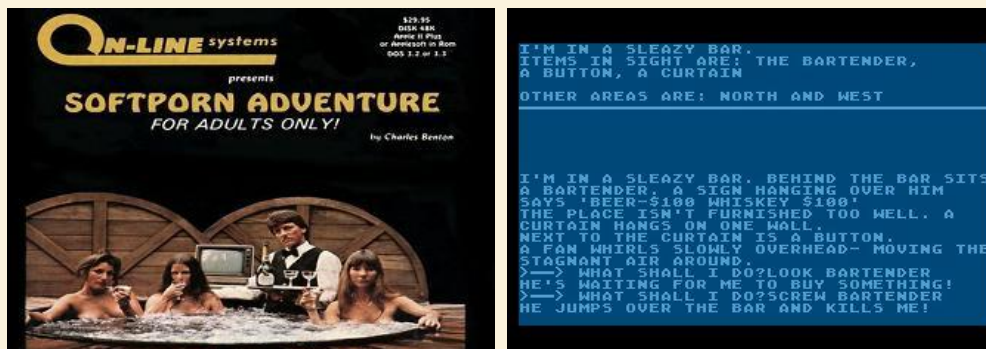 ON-LINE systems
$29.95
DISK 48K
Apple II Plus
or Applesoft in Rom
DOS 3.2 or 3.3
presents
SOFTPORN ADVENTURE
FOR ADULTS ONLY!
by Charles Benton
I'M IN A SLEAZY BAR.
ITEMS IN SIGHT ARE: THE BARTENDER,
A BUTTON, A CURTAIN
OTHER AREAS ARE: NORTH AND WEST
I'M IN A SLEAZY BAR. BEHIND THE BAR SITS
A BARTENDER. A SIGN HANGING OVER HIM
SAYS 'BEER-$100 WHISKEY $100'
THE PLACE ISN'T FURNISHED TOO WELL. A
CURTAIN HANGS ON ONE WALL.
NEXT TO THE CURTAIN IS A BUTTON.
A FAN WHIRLS SLOWLY OVERHEAD- MOVING THE
STAGNANT AIR AROUND.
>──> WHAT SHALL I DO?LOOK BARTENDER
HE'S WAITING FOR ME TO BUY SOMETHING!
>──> WHAT SHALL I DO?SCREW BARTENDER
HE JUMPS OVER THE BAR AND KILLS ME!